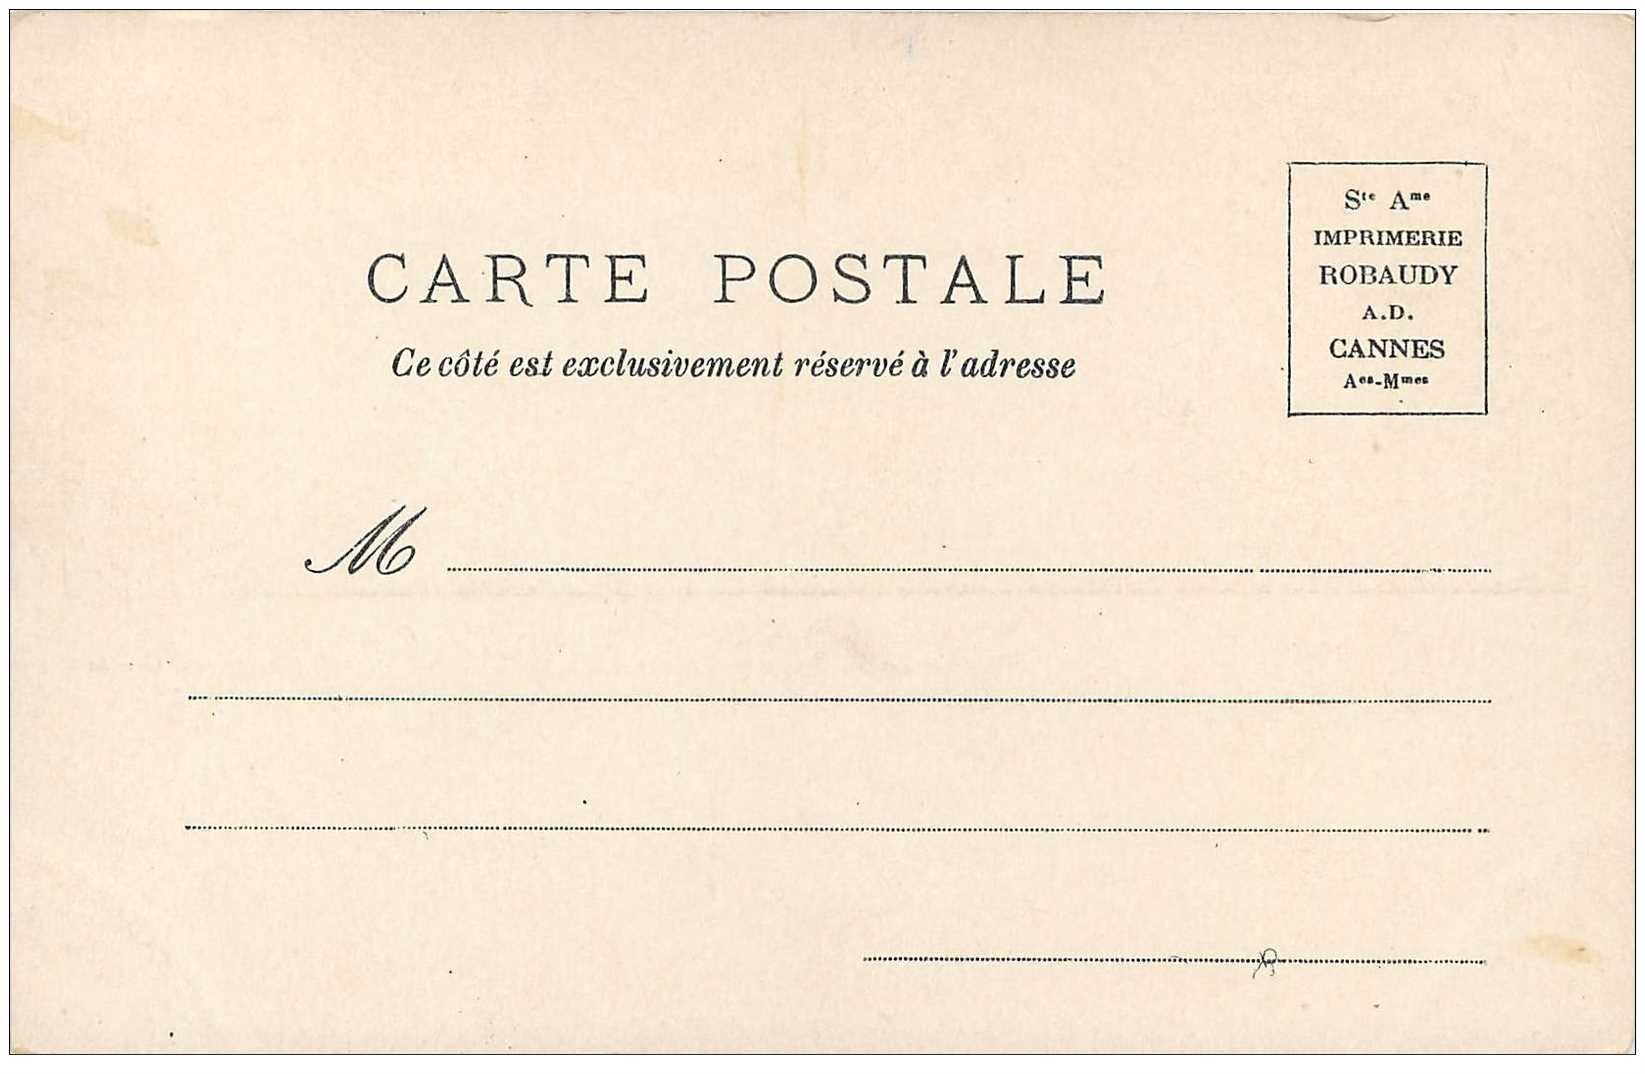 CARTE POSTALE
Ce côté est exclusivement réservé à l'adresse
Sᵗᵉ Aᵐᵉ
IMPRIMERIE
ROBAUDY
A.D.
CANNES
Aᵉˢ-Mᵐᵉˢ
M